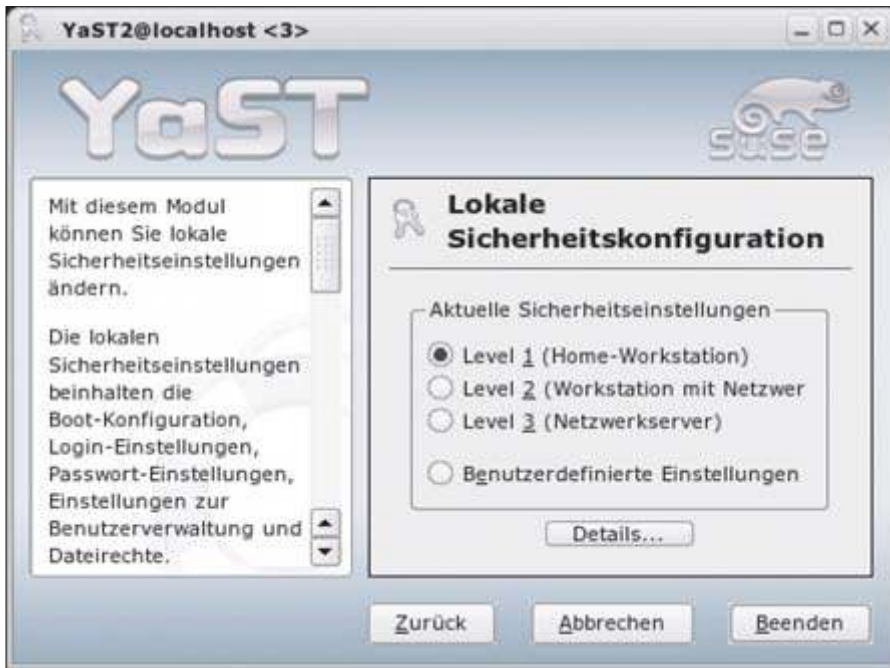 YaST2@localhost <3>
YaST
suse
Mit diesem Modul
können Sie lokale
Sicherheitseinstellungen
ändern.
Die lokalen
Sicherheitseinstellungen
beinhalten die
Boot-Konfiguration,
Login-Einstellungen,
Passwort-Einstellungen,
Einstellungen zur
Benutzerverwaltung und
Dateirechte.
Lokale
Sicherheitskonfiguration
Aktuelle Sicherheitseinstellungen
Level 1 (Home-Workstation)
Level 2 (Workstation mit Netzwer
Level 3 (Netzwerkserver)
Benutzerdefinierte Einstellungen
Details...
Zurück
Abbrechen
Beenden